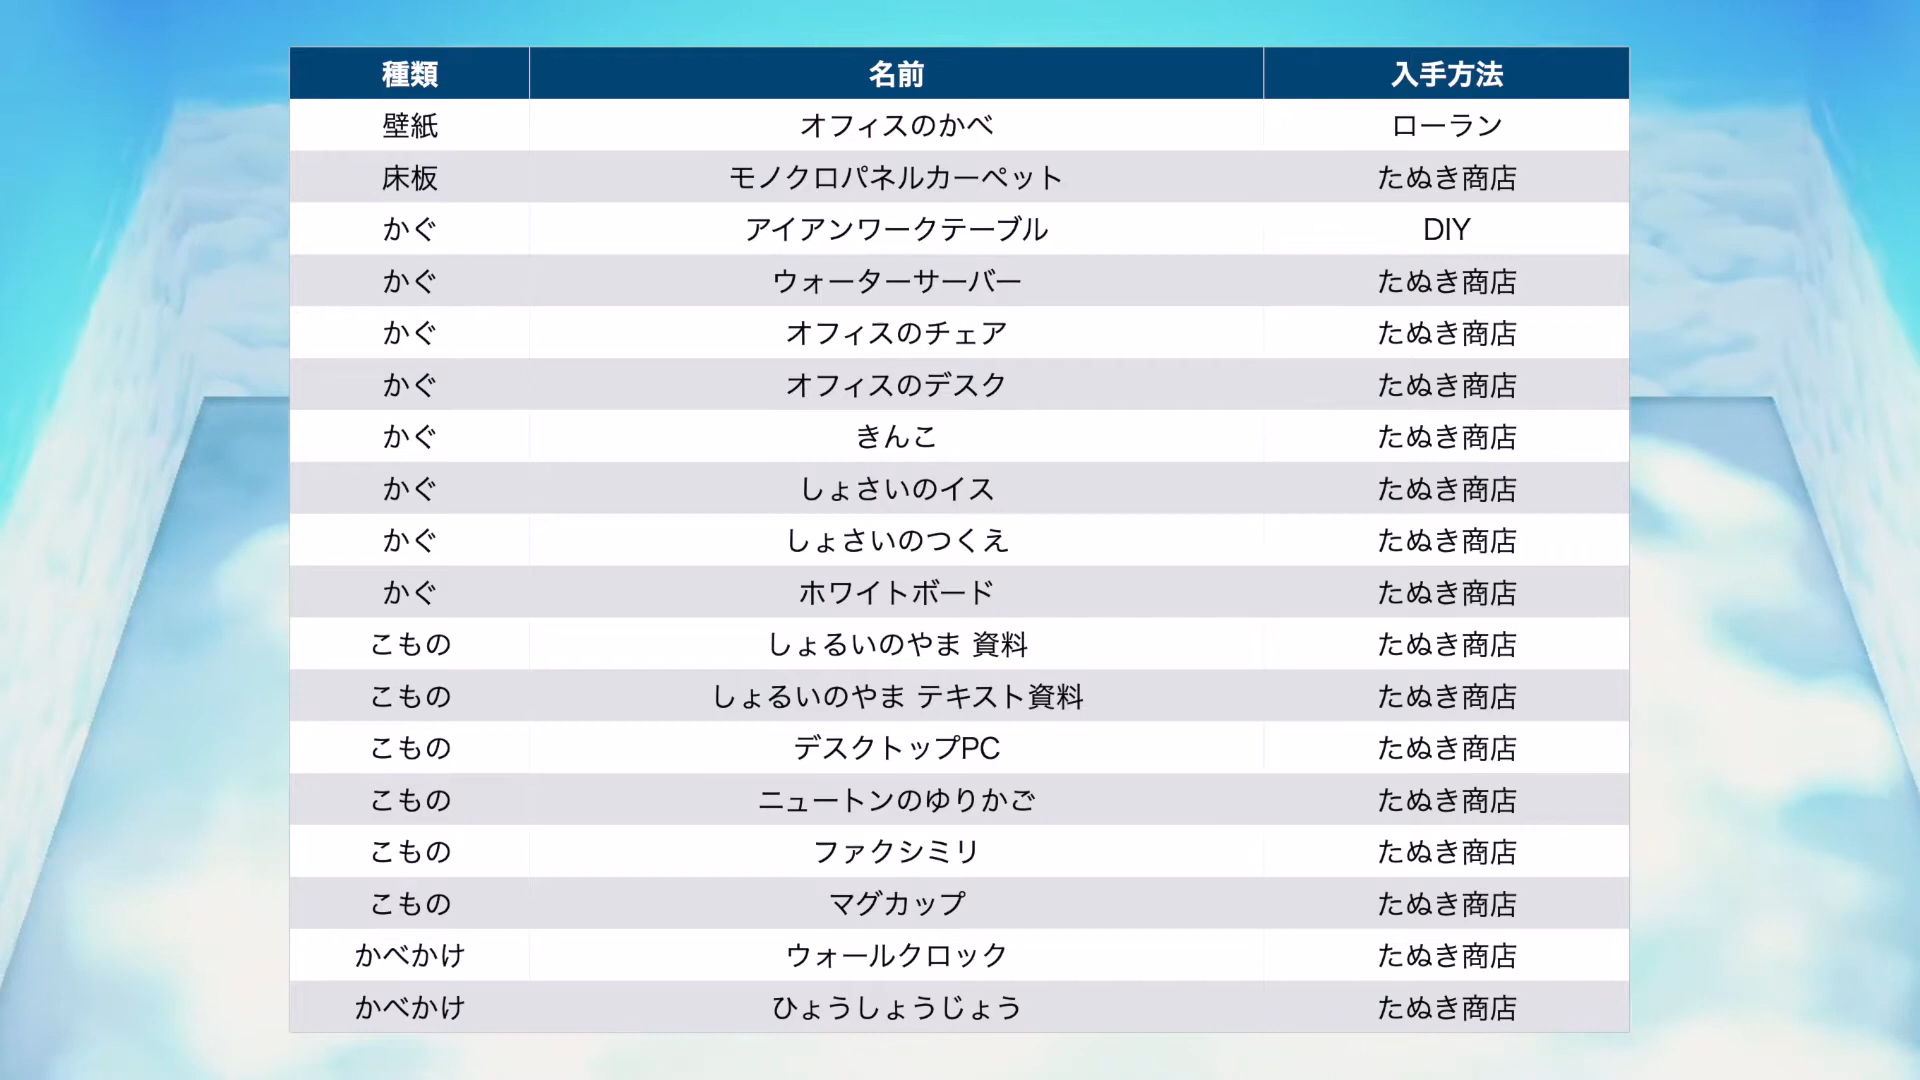 種類 名前 入手方法
壁紙 オフィスのかべ ローラン
床板 モノクロパネルカーペット たぬき商店
かぐ アイアンワークテーブル DIY
かぐ ウォーターサーバー たぬき商店
かぐ オフィスのチェア たぬき商店
かぐ オフィスのデスク たぬき商店
かぐ きんこ たぬき商店
かぐ しょさいのイス たぬき商店
かぐ しょさいのつくえ たぬき商店
かぐ ホワイトボード たぬき商店
こもの しょるいのやま 資料 たぬき商店
こもの しょるいのやま テキスト資料 たぬき商店
こもの デスクトップPC たぬき商店
こもの ニュートンのゆりかご たぬき商店
こもの ファクシミリ たぬき商店
こもの マグカップ たぬき商店
かべかけ ウォールクロック たぬき商店
かべかけ ひょうしょうじょう たぬき商店